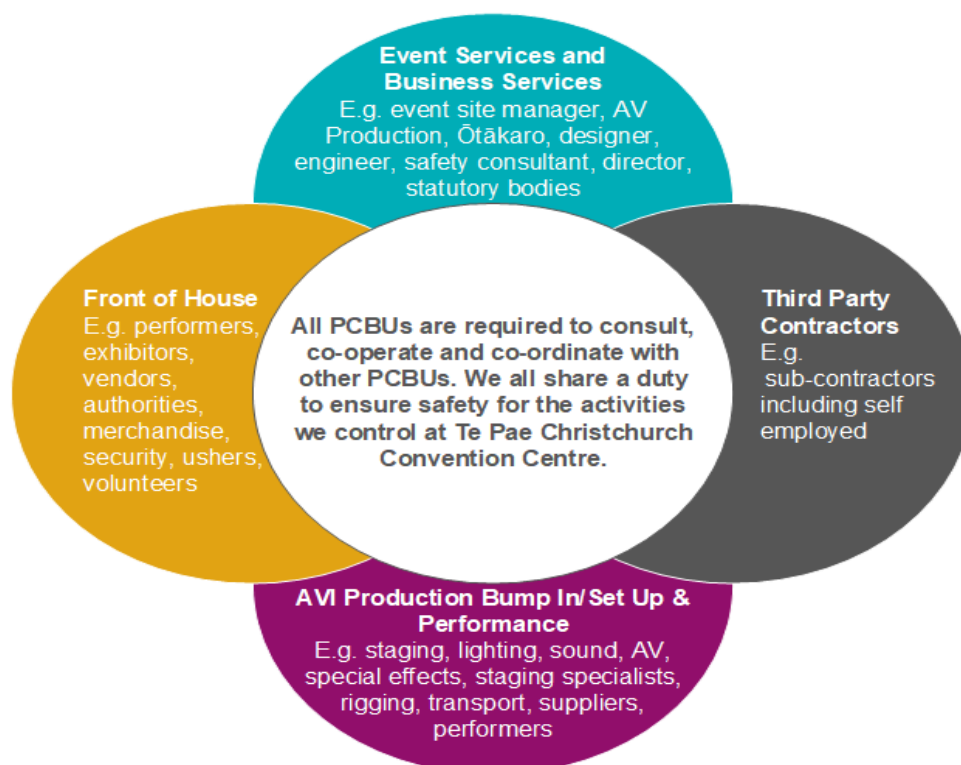 Event Services and
Business Services
E.g. event site manager, AV
Production, Ōtākaro, designer,
engineer, safety consultant, director,
statutory bodies
Front of House
E.g. performers,
exhibitors,
vendors,
authorities,
merchandise,
security, ushers,
volunteers
All PCBUs are required to consult,
co-operate and co-ordinate with
other PCBUs. We all share a duty
to ensure safety for the activities
we control at Te Pae Christchurch
Convention Centre.
Third Party
Contractors
E.g.
sub-contractors
including self
employed
AVI Production Bump In/Set Up &
Performance
E.g. staging, lighting, sound, AV,
special effects, staging specialists,
rigging, transport, suppliers,
performers